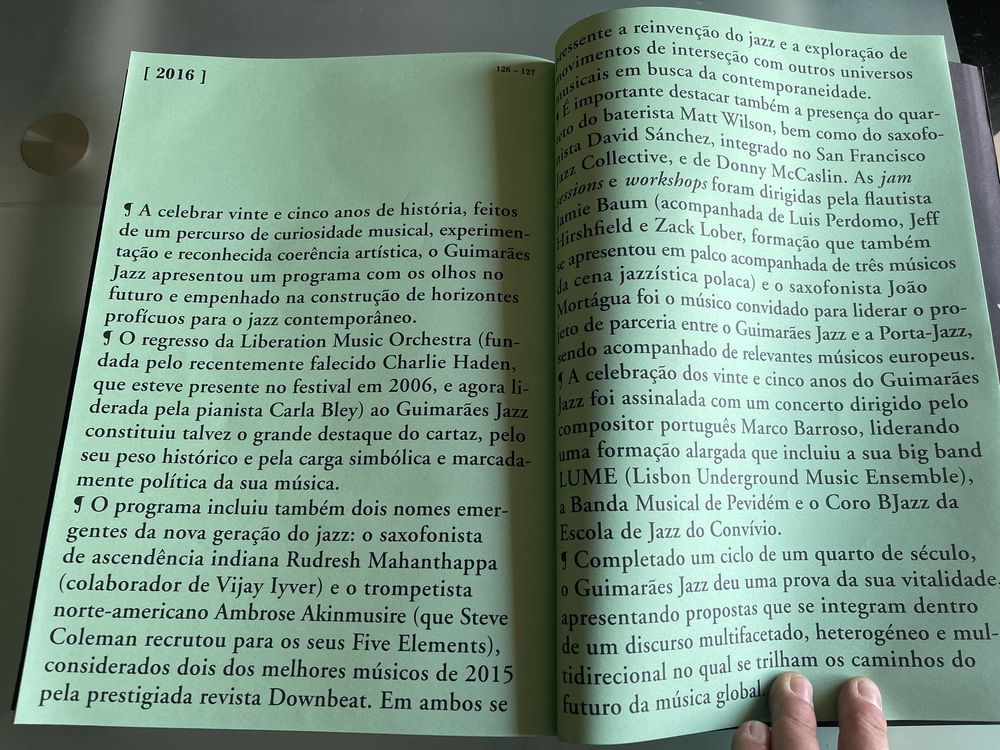 [ 2016 ]
126 – 127
¶ A celebrar vinte e cinco anos de história, feitos
de um percurso de curiosidade musical, experimen-
tação e reconhecida coerência artística, o Guimarães
Jazz apresentou um programa com os olhos no
futuro e empenhado na construção de horizontes
profícuos para o jazz contemporâneo.
¶ O regresso da Liberation Music Orchestra (fun-
dada pelo recentemente falecido Charlie Haden,
que esteve presente no festival em 2006, e agora li-
derada pela pianista Carla Bley) ao Guimarães Jazz
constituiu talvez o grande destaque do cartaz, pelo
seu peso histórico e pela carga simbólica e marcada-
mente política da sua música.
¶ O programa incluiu também dois nomes emer-
gentes da nova geração do jazz: o saxofonista
de ascendência indiana Rudresh Mahanthappa
(colaborador de Vijay Iyver) e o trompetista
norte-americano Ambrose Akinmusire (que Steve
Coleman recrutou para os seus Five Elements),
considerados dois dos melhores músicos de 2015
pela prestigiada revista Downbeat. Em ambos se
ressente a reinvenção do jazz e a exploração de
movimentos de interseção com outros universos
musicais em busca da contemporaneidade.
¶ É importante destacar também a presença do quar-
teto do baterista Matt Wilson, bem como do saxofo-
nista David Sánchez, integrado no San Francisco
Jazz Collective, e de Donny McCaslin. As jam
sessions e workshops foram dirigidas pela flautista
Jamie Baum (acompanhada de Luis Perdomo, Jeff
Hirshfield e Zack Lober, formação que também
se apresentou em palco acompanhada de três músicos
da cena jazzística polaca) e o saxofonista João
Mortágua foi o músico convidado para liderar o pro-
jeto de parceria entre o Guimarães Jazz e a Porta-Jazz,
sendo acompanhado de relevantes músicos europeus.
¶ A celebração dos vinte e cinco anos do Guimarães
Jazz foi assinalada com um concerto dirigido pelo
compositor português Marco Barroso, liderando
uma formação alargada que incluiu a sua big band
LUME (Lisbon Underground Music Ensemble),
a Banda Musical de Pevidém e o Coro BJazz da
Escola de Jazz do Convívio.
¶ Completado um ciclo de um quarto de século,
o Guimarães Jazz deu uma prova da sua vitalidade,
apresentando propostas que se integram dentro
de um discurso multifacetado, heterogéneo e mul-
tidirecional no qual se trilham os caminhos do
futuro da música global.